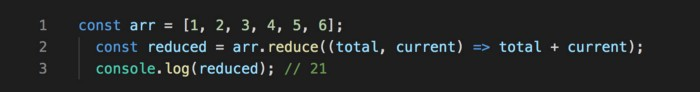 1 const arr = [1, 2, 3, 4, 5, 6];
2 const reduced = arr.reduce((total, current) => total + current);
3 console.log(reduced); // 21